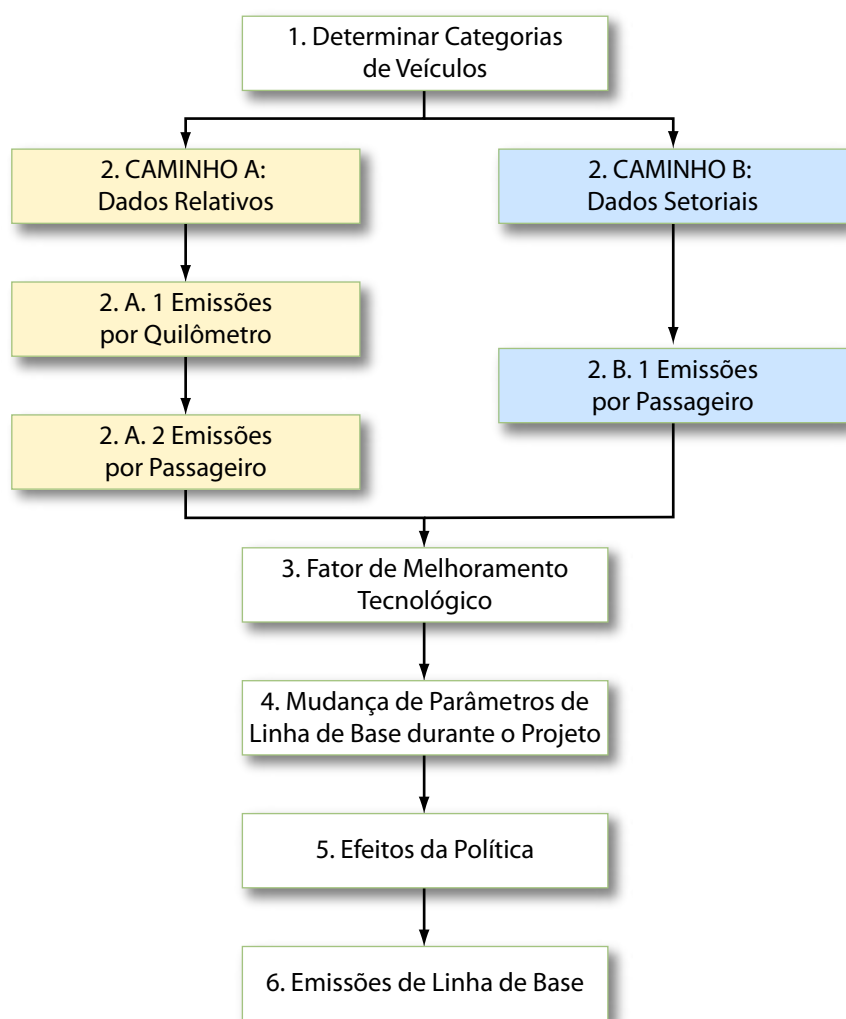 1. Determinar Categorias
de Veículos
2. CAMINHO A:
Dados Relativos
2. CAMINHO B:
Dados Setoriais
2. A. 1 Emissões
por Quilômetro
2. B. 1 Emissões
por Passageiro
2. A. 2 Emissões
por Passageiro
3. Fator de Melhoramento
Tecnológico
4. Mudança de Parâmetros de
Linha de Base durante o Projeto
5. Efeitos da Política
6. Emissões de Linha de Base